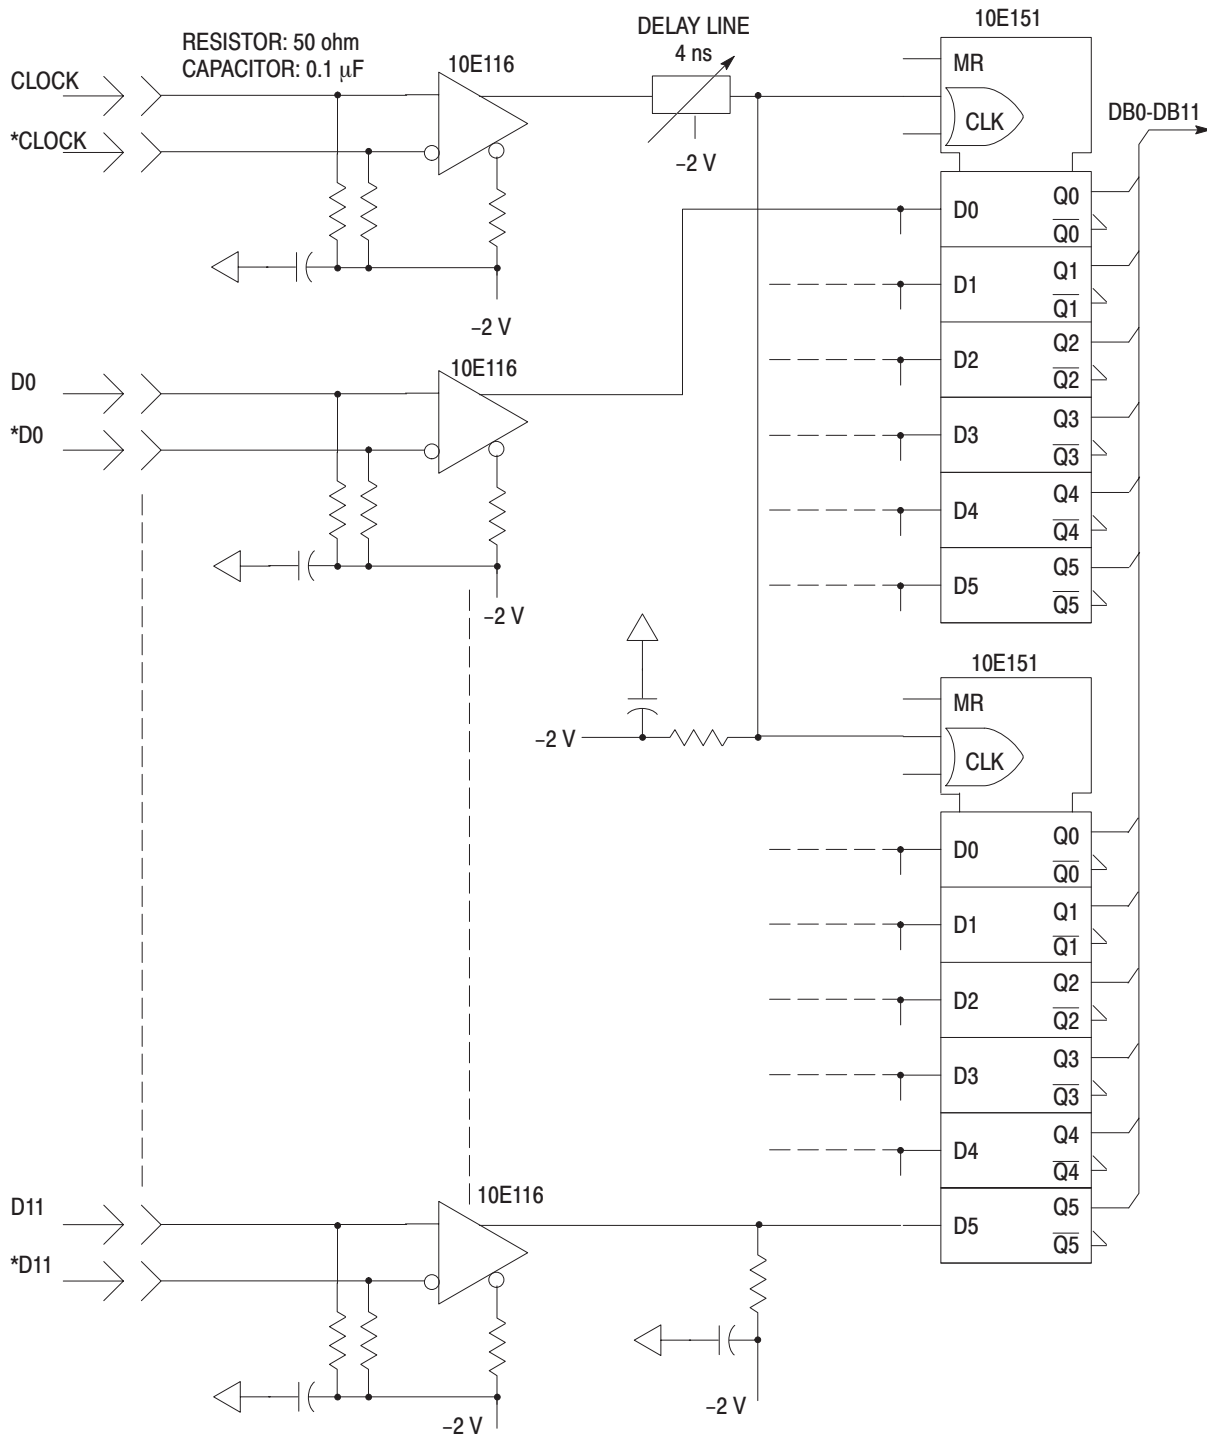 10E151
DELAY LINE
4 ns
RESISTOR: 50 ohm
CAPACITOR: 0.1 μF
10E116
CLOCK
*CLOCK
–2 V
–2 V
MR
CLK
DB0-DB11
D0
Q0
Q0
D1
Q1
Q1
D2
Q2
Q2
D3
Q3
Q3
D4
Q4
Q4
D5
Q5
Q5
10E116
D0
*D0
–2 V
10E151
MR
CLK
–2 V
D0
Q0
Q0
D1
Q1
Q1
D2
Q2
Q2
D3
Q3
Q3
D4
Q4
Q4
D5
Q5
Q5
10E116
D11
*D11
–2 V
–2 V